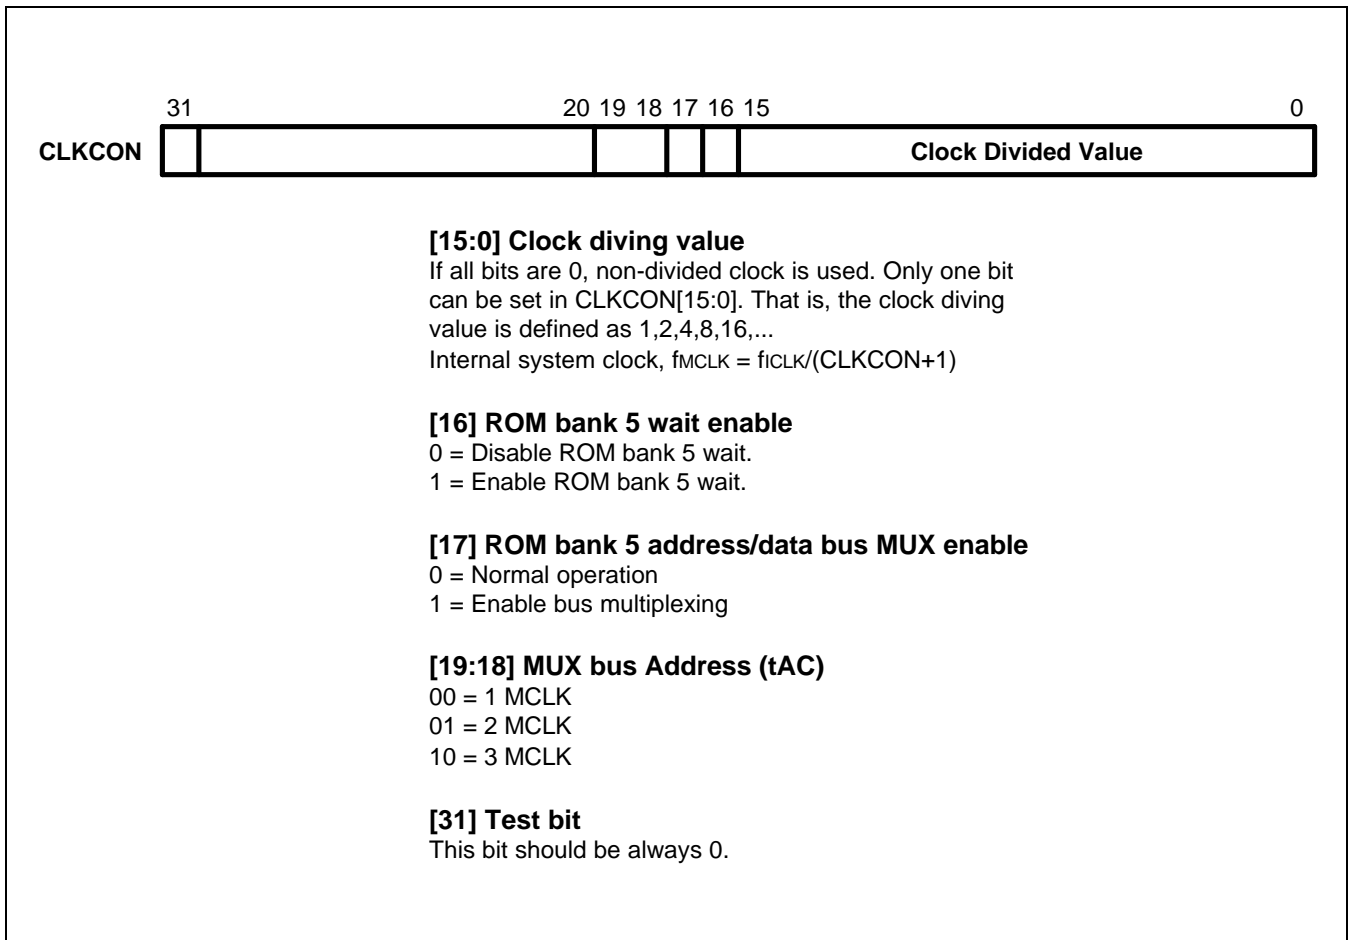 31 20 19 18 17 16 15 0
CLKCON Clock Divided Value
[15:0] Clock diving value
If all bits are 0, non-divided clock is used. Only one bit
can be set in CLKCON[15:0]. That is, the clock diving
value is defined as 1,2,4,8,16,...
Internal system clock, fMCLK = fICLK/(CLKCON+1)
[16] ROM bank 5 wait enable
0 = Disable ROM bank 5 wait.
1 = Enable ROM bank 5 wait.
[17] ROM bank 5 address/data bus MUX enable
0 = Normal operation
1 = Enable bus multiplexing
[19:18] MUX bus Address (tAC)
00 = 1 MCLK
01 = 2 MCLK
10 = 3 MCLK
[31] Test bit
This bit should be always 0.